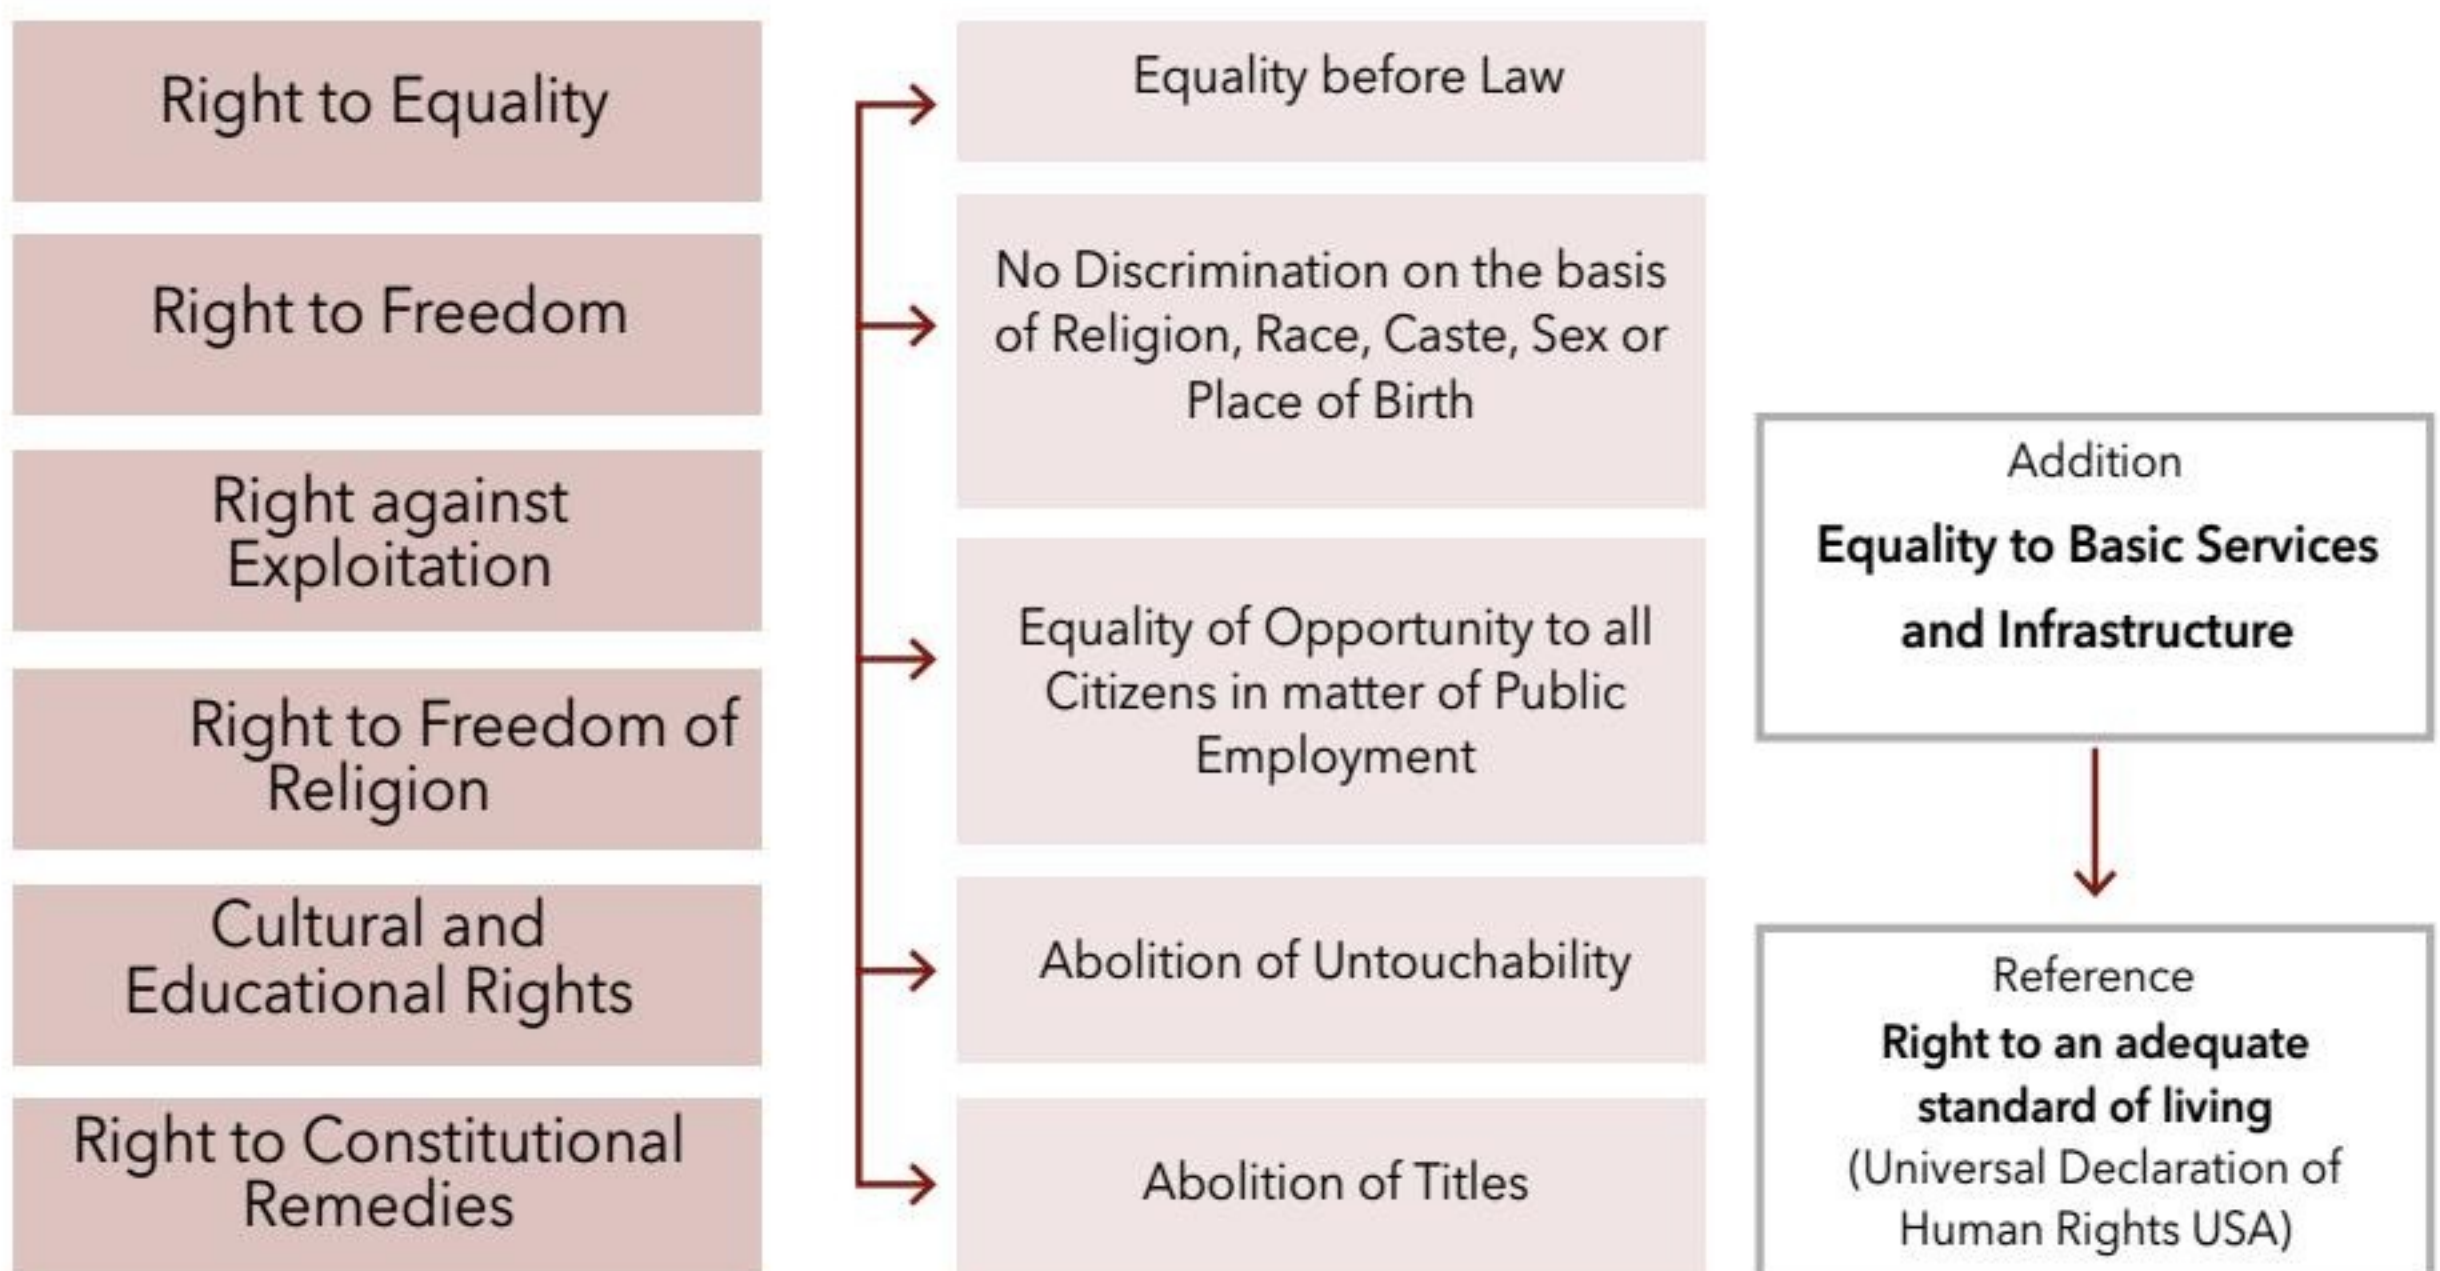 Right to Equality
Right to Freedom
Right against
Exploitation
Right to Freedom of
Religion
Cultural and
Educational Rights
Right to Constitutional
Remedies
Equality before Law
No Discrimination on the basis
of Religion, Race, Caste, Sex or
Place of Birth
Equality of Opportunity to all
Citizens in matter of Public
Employment
Abolition of Untouchability
Abolition of Titles
Addition
Equality to Basic Services
and Infrastructure
Reference
Right to an adequate
standard of living
(Universal Declaration of
Human Rights USA)